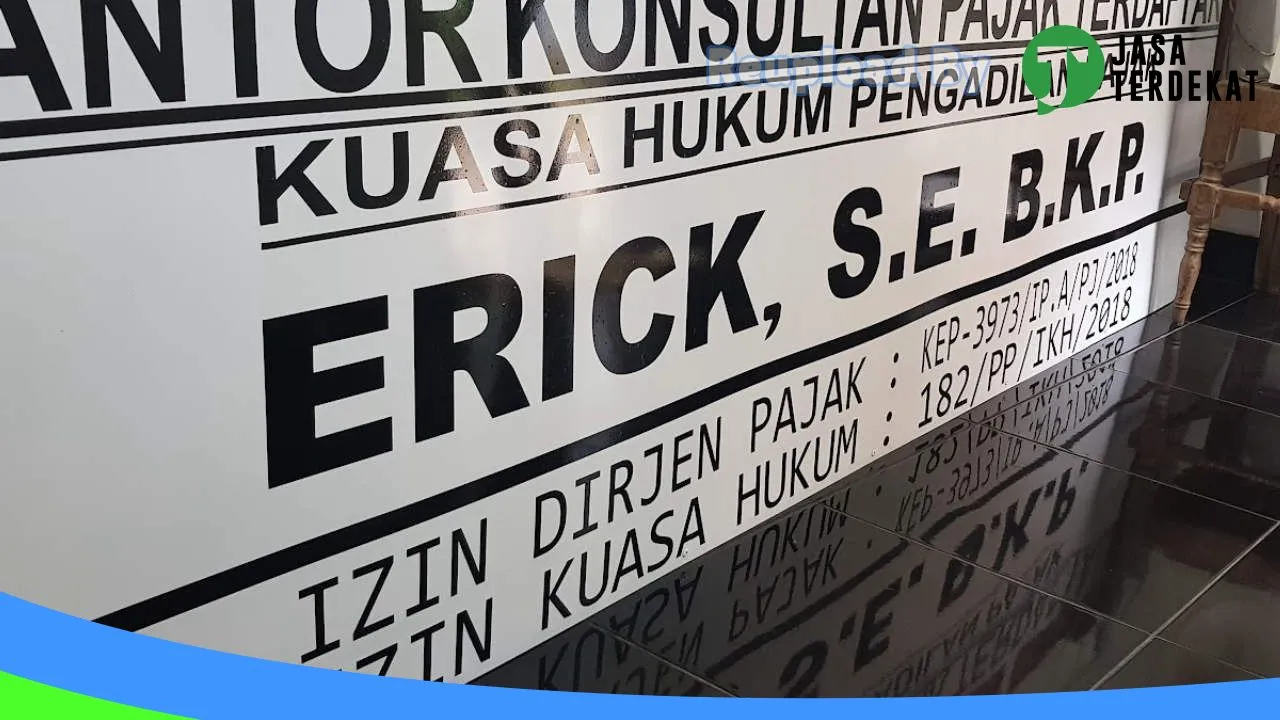 KANTOR KONSULTAN PAJAK TERDAFTAR
KUASA HUKUM PENGADILAN
ERICK, S.E. B.K.P.
IZIN DIRJEN PAJAK : KEP-3973/IP.A/PJ/2018
IZIN KUASA HUKUM : 182/PP/IKH/2018
Reupload By
JASA
TERDEKAT